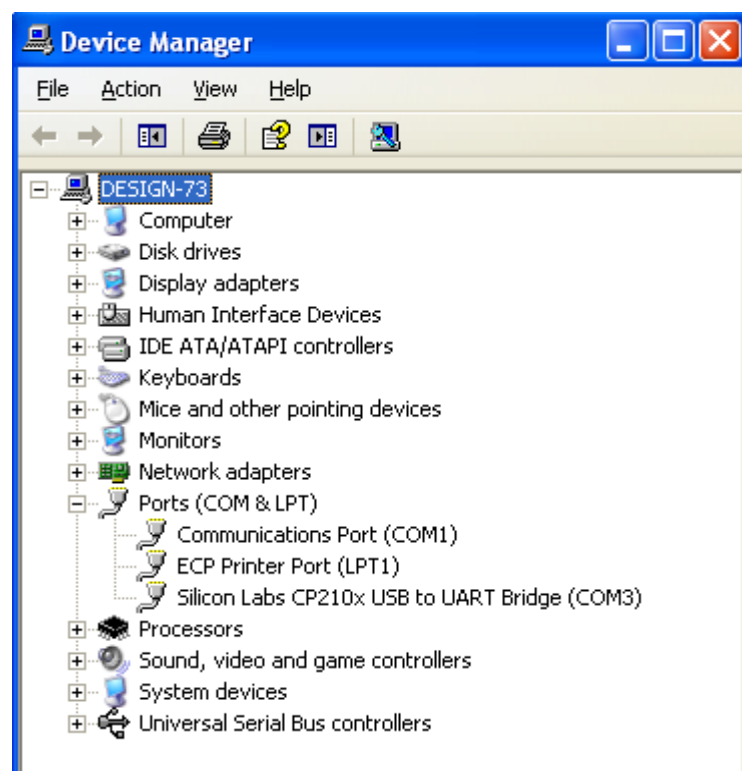 Device Manager
File Action View Help
DESIGN-73
Computer
Disk drives
Display adapters
Human Interface Devices
IDE ATA/ATAPI controllers
Keyboards
Mice and other pointing devices
Monitors
Network adapters
Ports (COM & LPT)
Communications Port (COM1)
ECP Printer Port (LPT1)
Silicon Labs CP210x USB to UART Bridge (COM3)
Processors
Sound, video and game controllers
System devices
Universal Serial Bus controllers